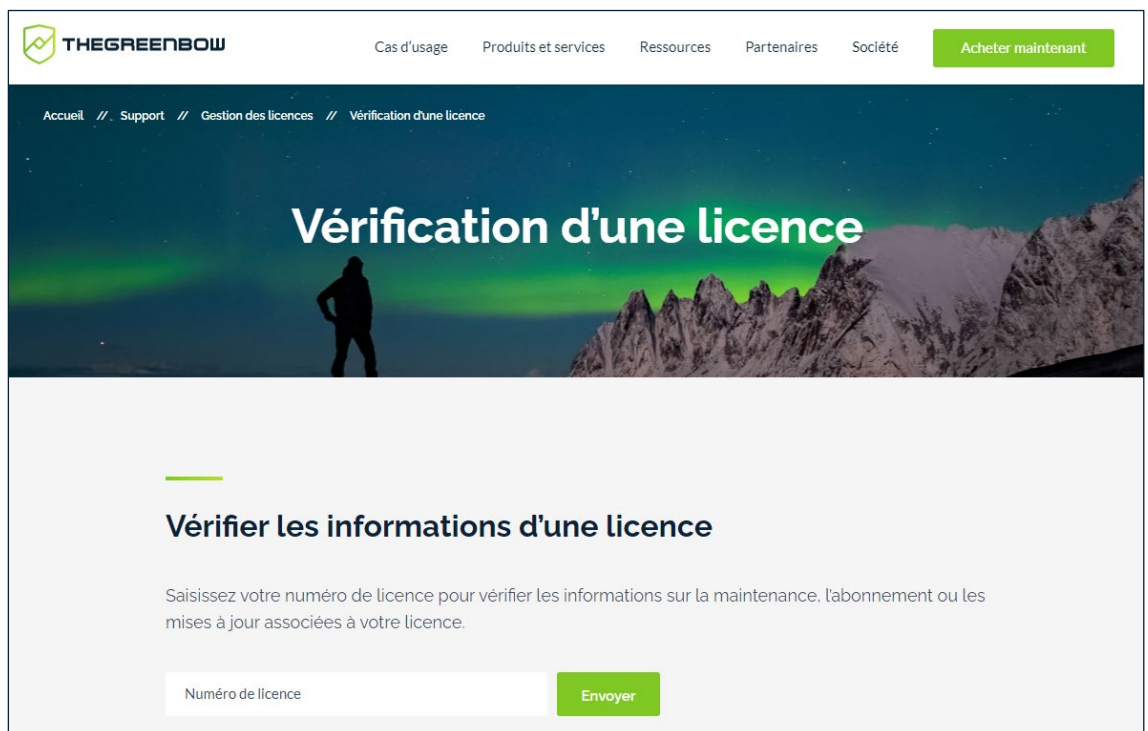 THEGREENBOW
Cas d'usage Produits et services Ressources Partenaires Société Acheter maintenant
Accueil // Support // Gestion des licences // Vérification d'une licence
Vérification d'une licence
Vérifier les informations d'une licence
Saisissez votre numéro de licence pour vérifier les informations sur la maintenance, l'abonnement ou les
mises à jour associées à votre licence.
Numéro de licence Envoyer